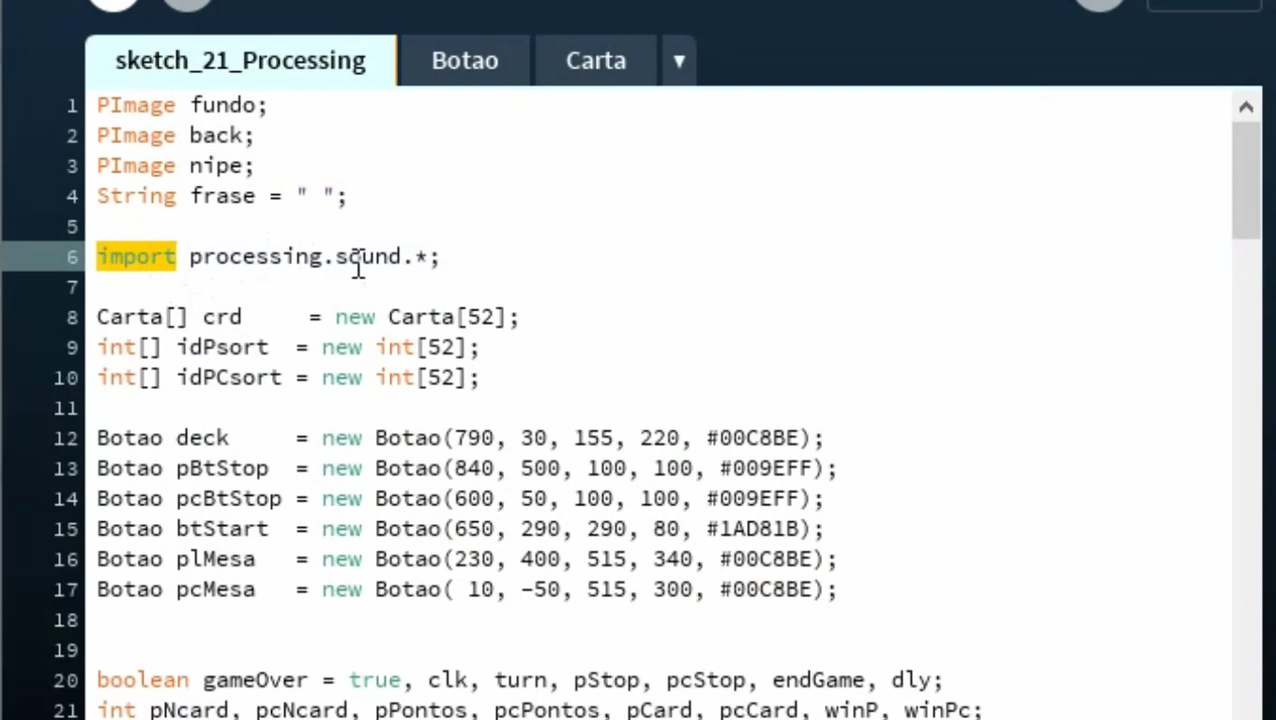 sketch_21_Processing Botao Carta ▼
1 PImage fundo;
2 PImage back;
3 PImage nipe;
4 String frase = " ";
5
6 import processing.sound.*;
7
8 Carta[] crd     = new Carta[52];
9 int[] idPsort  = new int[52];
10 int[] idPCsort = new int[52];
11
12 Botao deck     = new Botao(790, 30, 155, 220, #00C8BE);
13 Botao pBtStop  = new Botao(840, 500, 100, 100, #009EFF);
14 Botao pcBtStop = new Botao(600, 50, 100, 100, #009EFF);
15 Botao btStart  = new Botao(650, 290, 290, 80, #1AD81B);
16 Botao plMesa   = new Botao(230, 400, 515, 340, #00C8BE);
17 Botao pcMesa   = new Botao( 10, -50, 515, 300, #00C8BE);
18
19
20 boolean gameOver = true, clk, turn, pStop, pcStop, endGame, dly;
21 int pNcard, pcNcard, pPontos, pcPontos, pCard, pcCard, winP, winPc;